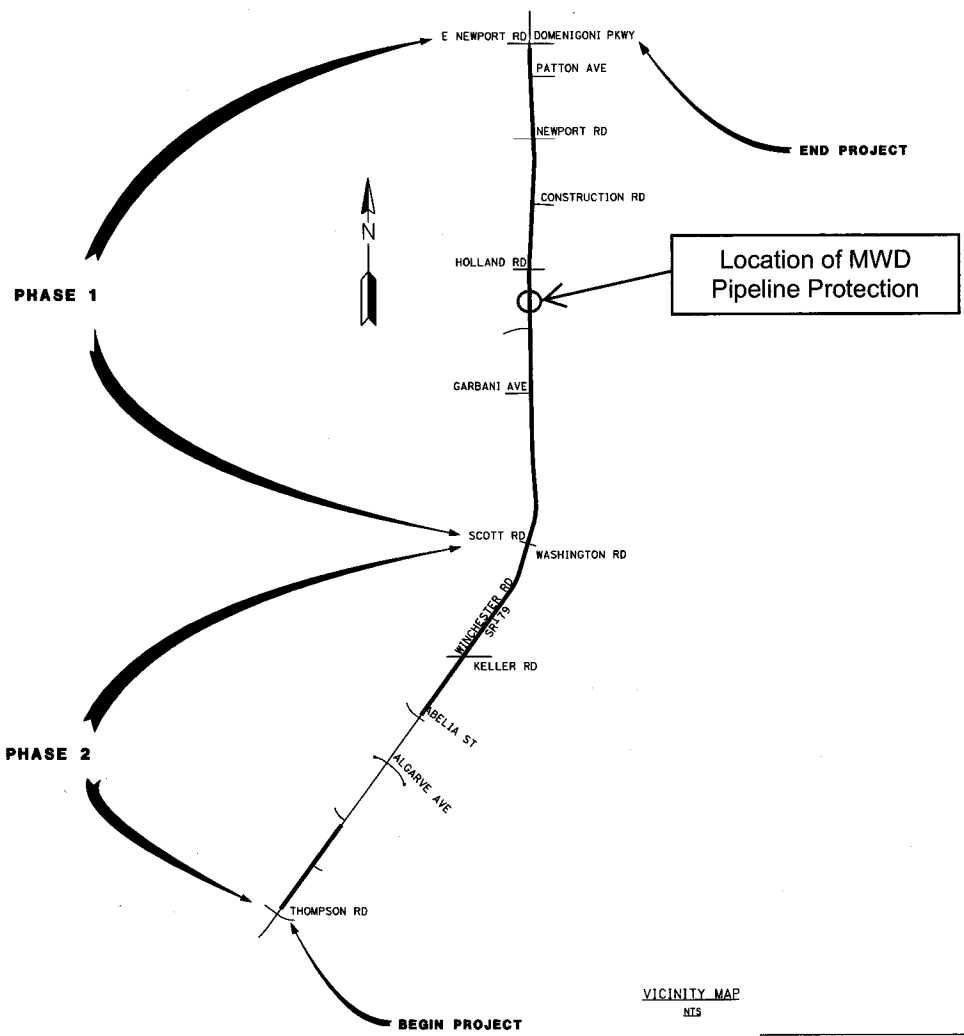 E NEWPORT RD
DOMENIGONI PKWY
PATTON AVE
NEWPORT RD
END PROJECT
CONSTRUCTION RD
N
HOLLAND RD
Location of MWD
Pipeline Protection
PHASE 1
GARBANI AVE
SCOTT RD
WASHINGTON RD
WINCHESTER RD
SR-79
KELLER RD
ABELIA ST
PHASE 2
ALGARVE AVE
THOMPSON RD
VICINITY MAP
NTS
BEGIN PROJECT